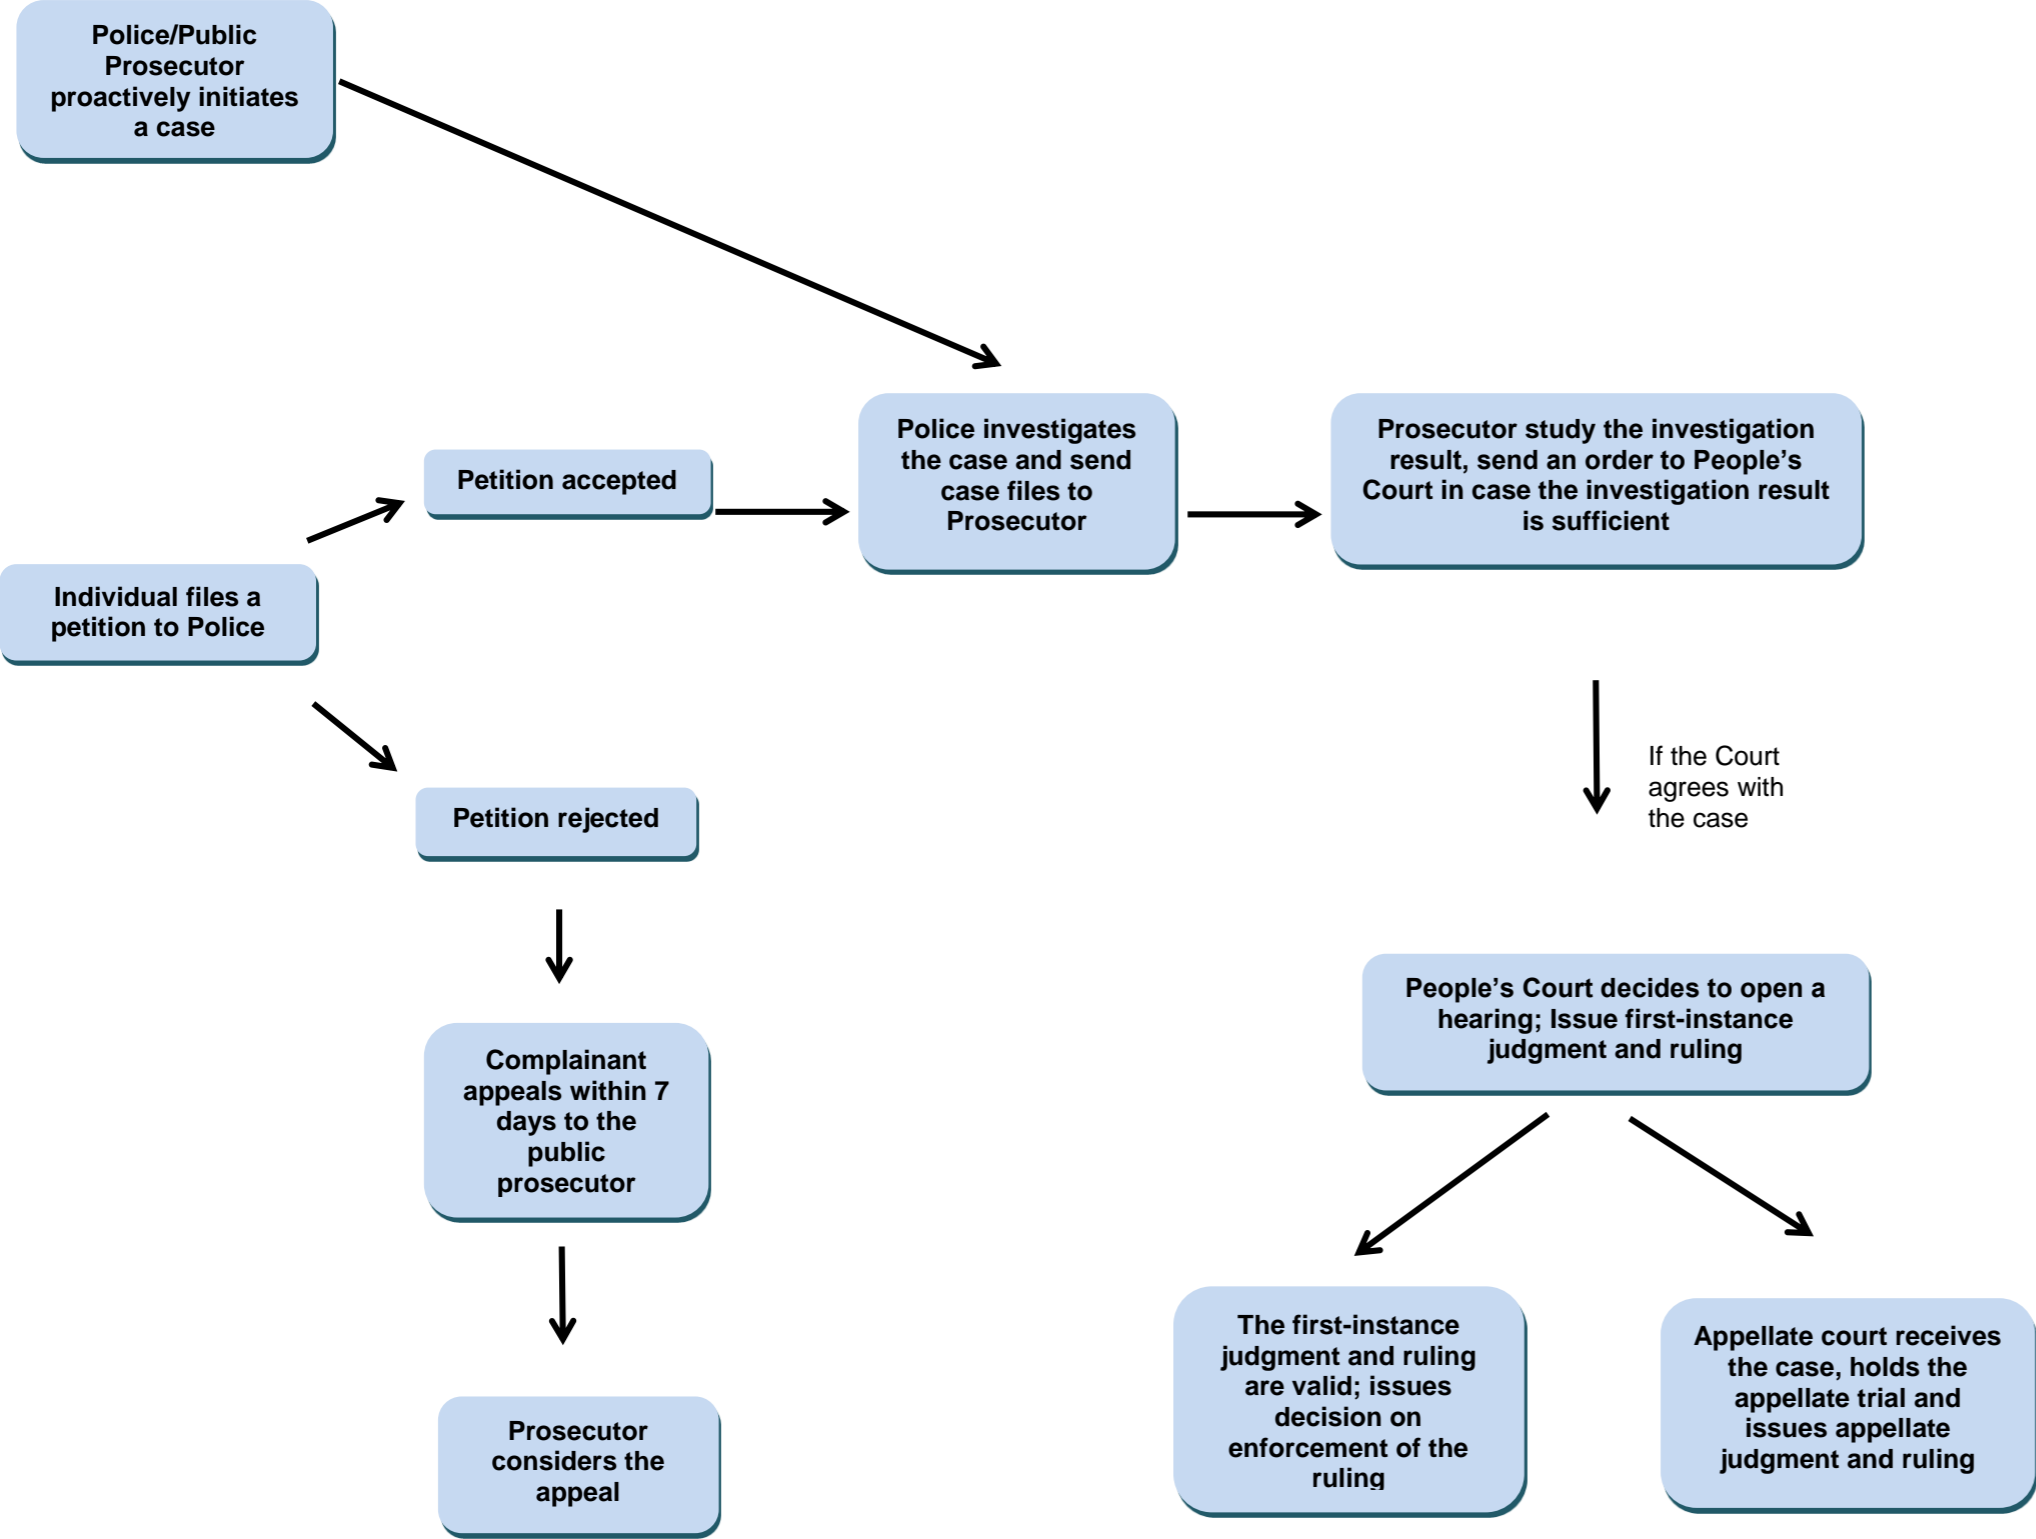 Police/Public
Prosecutor
proactively initiates
a case
Police investigates
the case and send
case files to
Prosecutor
Prosecutor study the investigation
result, send an order to People’s
Court in case the investigation result
is sufficient
Petition accepted
Individual files a
petition to Police
If the Court
agrees with
the case
Petition rejected
People’s Court decides to open a
hearing; Issue first-instance
judgment and ruling
Complainant
appeals within 7
days to the
public
prosecutor
The first-instance
judgment and ruling
are valid; issues
decision on
enforcement of the
ruling
Appellate court receives
the case, holds the
appellate trial and
issues appellate
judgment and ruling
Prosecutor
considers the
appeal